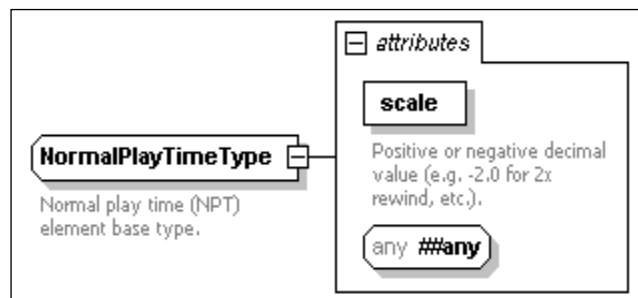 attributes
scale
Positive or negative decimal
value (e.g. -2.0 for 2x
rewind, etc.).
NormalPlayTimeType
Normal play time (NPT)
element base type.
any ##any